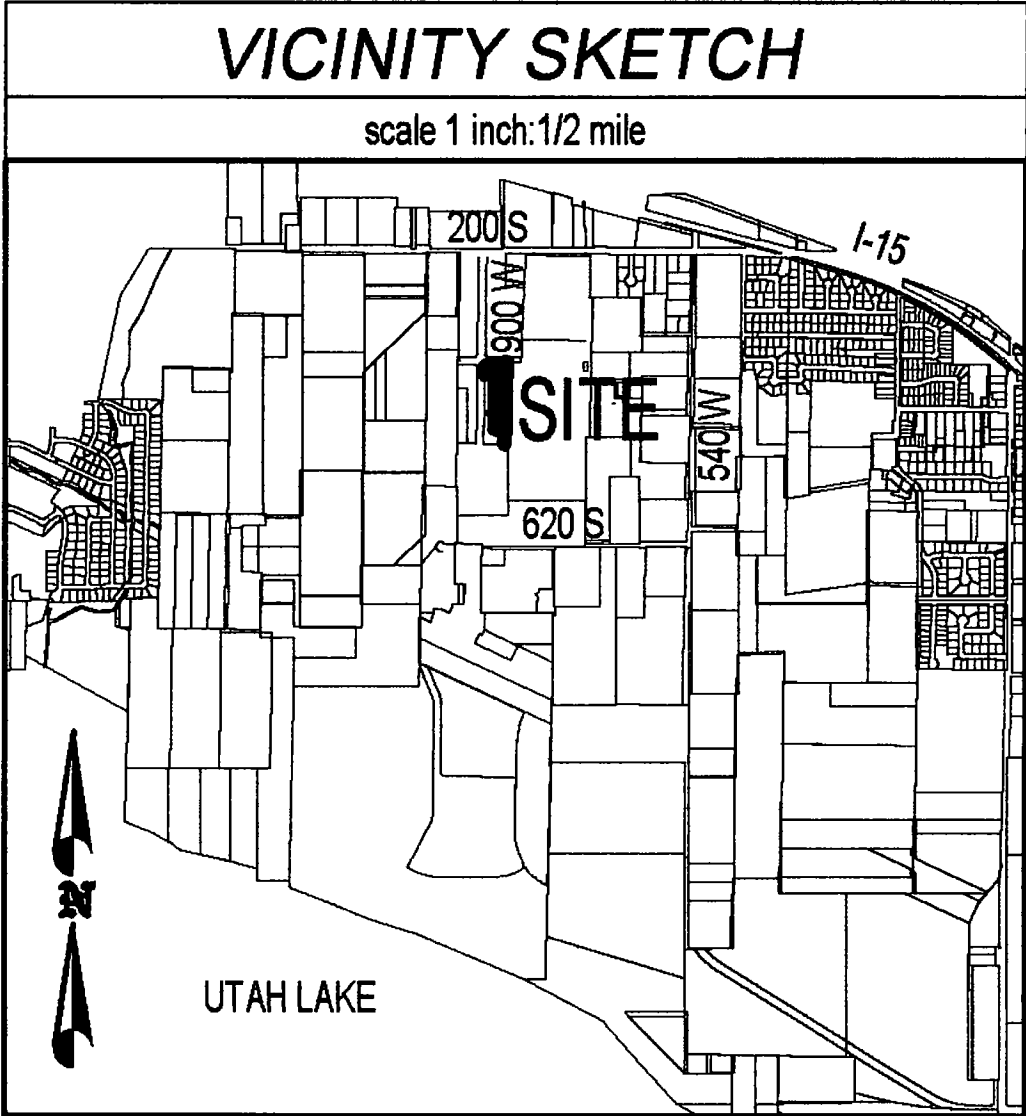 VICINITY SKETCH
scale 1 inch:1/2 mile
200 S
I-15
900 W
SITE
540 W
620 S
N
UTAH LAKE